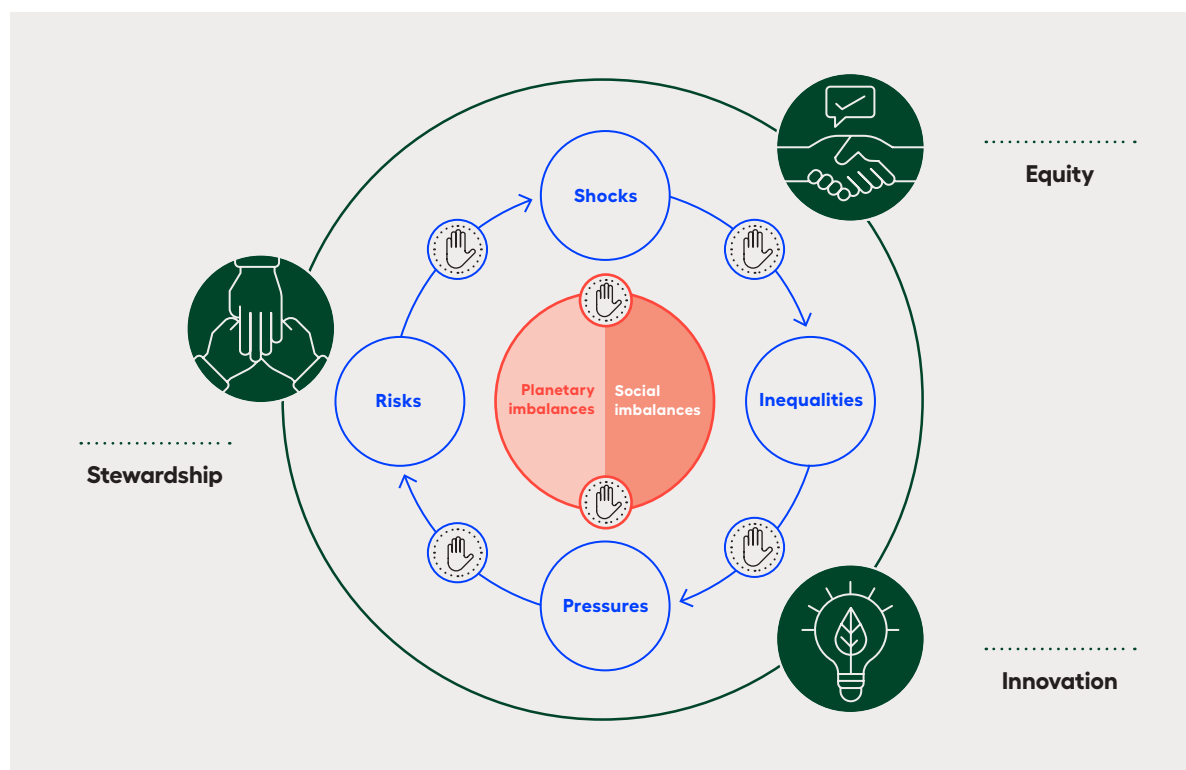 Equity
Shocks
Planetary
imbalances
Social
imbalances
Risks
Inequalities
Stewardship
Pressures
Innovation